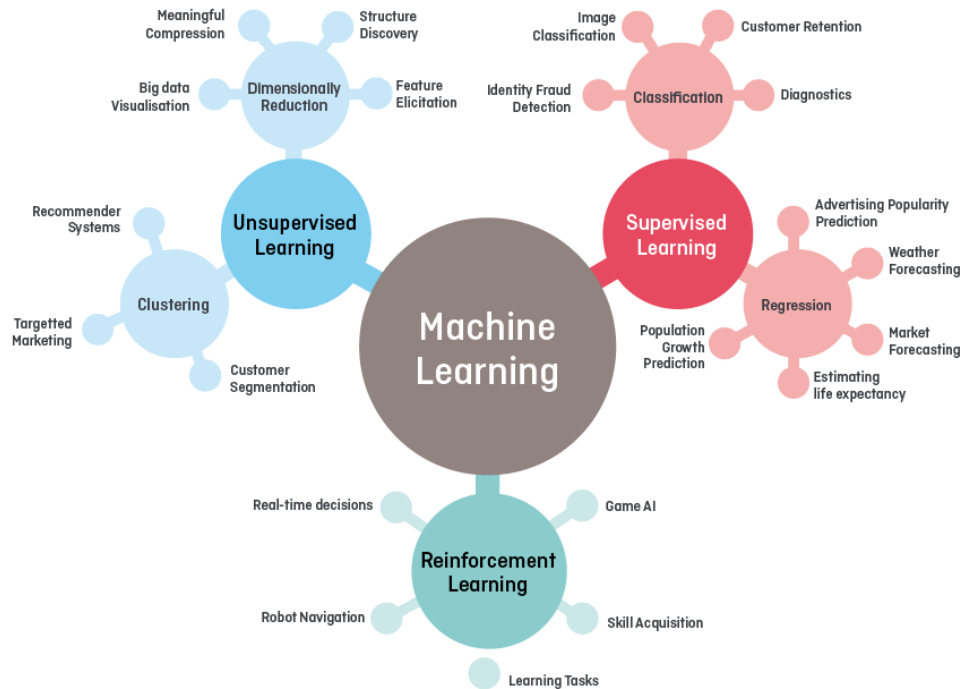 Meaningful
Compression
Structure
Discovery
Big data
Visualisation
Dimensionally
Reduction
Feature
Elicitation
Image
Classification
Customer Retention
Identity Fraud
Detection
Classification
Diagnostics
Recommender
Systems
Unsupervised
Learning
Clustering
Targetted
Marketing
Customer
Segmentation
Supervised
Learning
Advertising Popularity
Prediction
Weather
Forecasting
Regression
Population
Growth
Prediction
Market
Forecasting
Estimating
life expectancy
Machine
Learning
Real-time decisions
Game AI
Reinforcement
Learning
Robot Navigation
Skill Acquisition
Learning Tasks